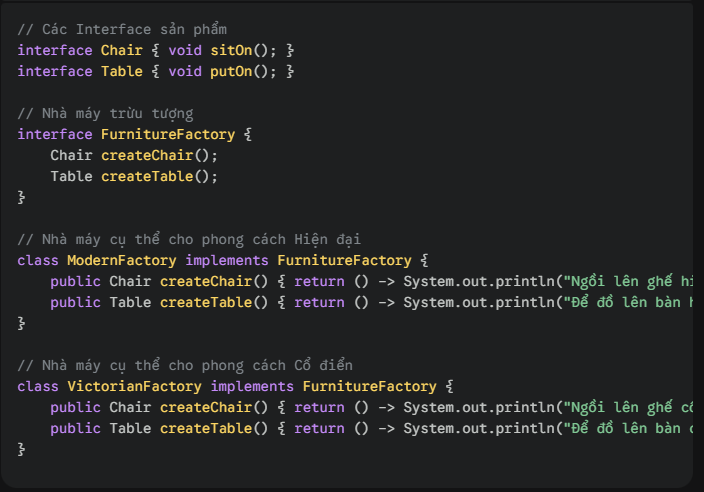 // Các Interface sản phẩm
interface Chair { void sitOn(); }
interface Table { void putOn(); }
// Nhà máy trừu tượng
interface FurnitureFactory {
    Chair createChair();
    Table createTable();
}
// Nhà máy cụ thể cho phong cách Hiện đại
class ModernFactory implements FurnitureFactory {
    public Chair createChair() { return () -> System.out.println("Ngồi lên ghế hi
    public Table createTable() { return () -> System.out.println("Để đồ lên bàn h
}
// Nhà máy cụ thể cho phong cách Cổ điển
class VictorianFactory implements FurnitureFactory {
    public Chair createChair() { return () -> System.out.println("Ngồi lên ghế cổ
    public Table createTable() { return () -> System.out.println("Để đồ lên bàn c
}